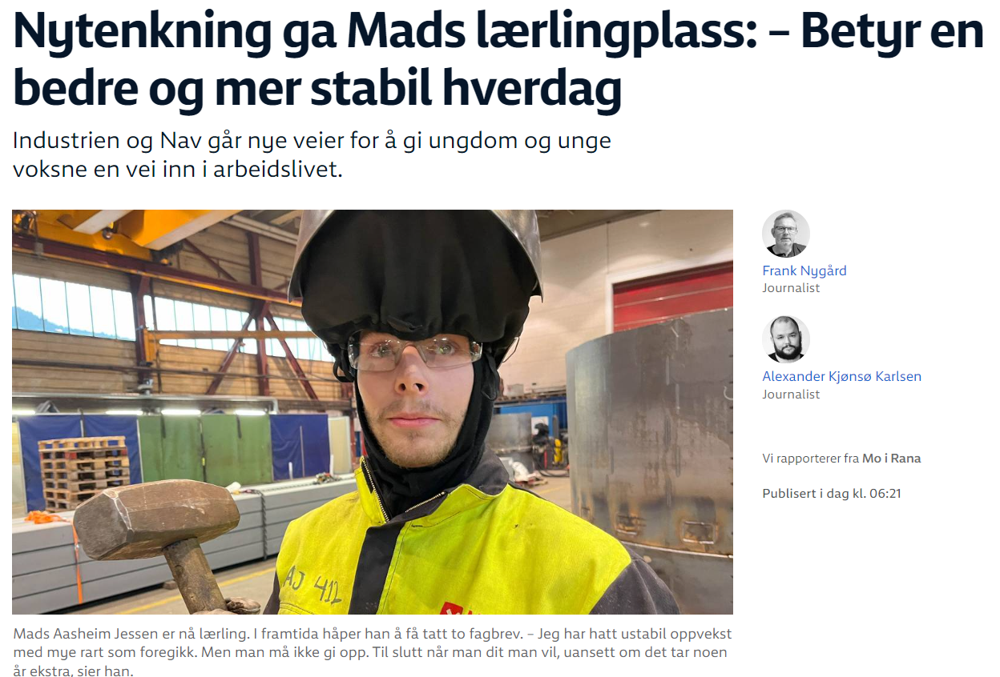 Nytenkning ga Mads lærlingplass: – Betyr en
bedre og mer stabil hverdag
Industrien og Nav går nye veier for å gi ungdom og unge
voksne en vei inn i arbeidslivet.
AJ 412
Mads Aasheim Jessen er nå lærling. I framtida håper han å få tatt to fagbrev. – Jeg har hatt ustabil oppvekst
med mye rart som foregikk. Men man må ikke gi opp. Til slutt når man dit man vil, uansett om det tar noen
år ekstra, sier han.
Frank Nygård
Journalist
Alexander Kjønsø Karlsen
Journalist
Vi rapporterer fra Mo i Rana
Publisert i dag kl. 06:21